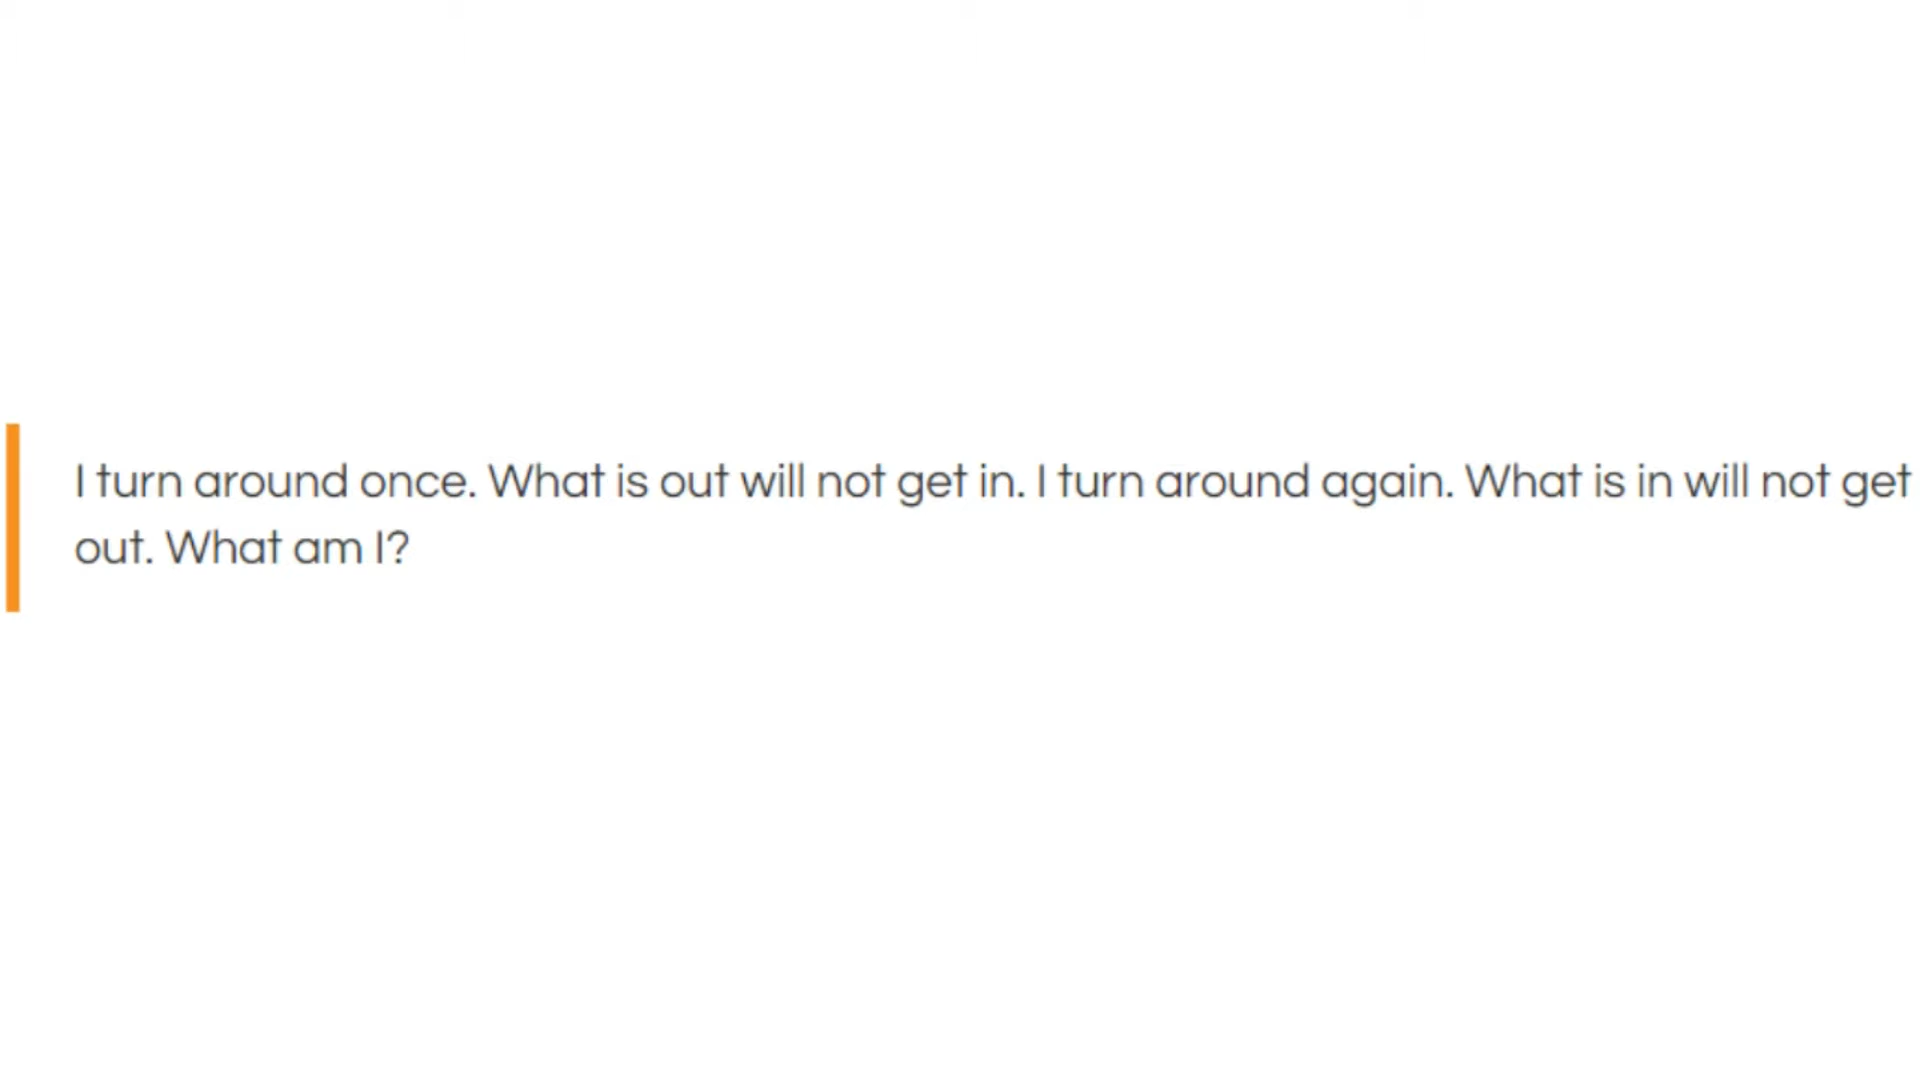 I turn around once. What is out will not get in. I turn around again. What is in will not get
out. What am I?